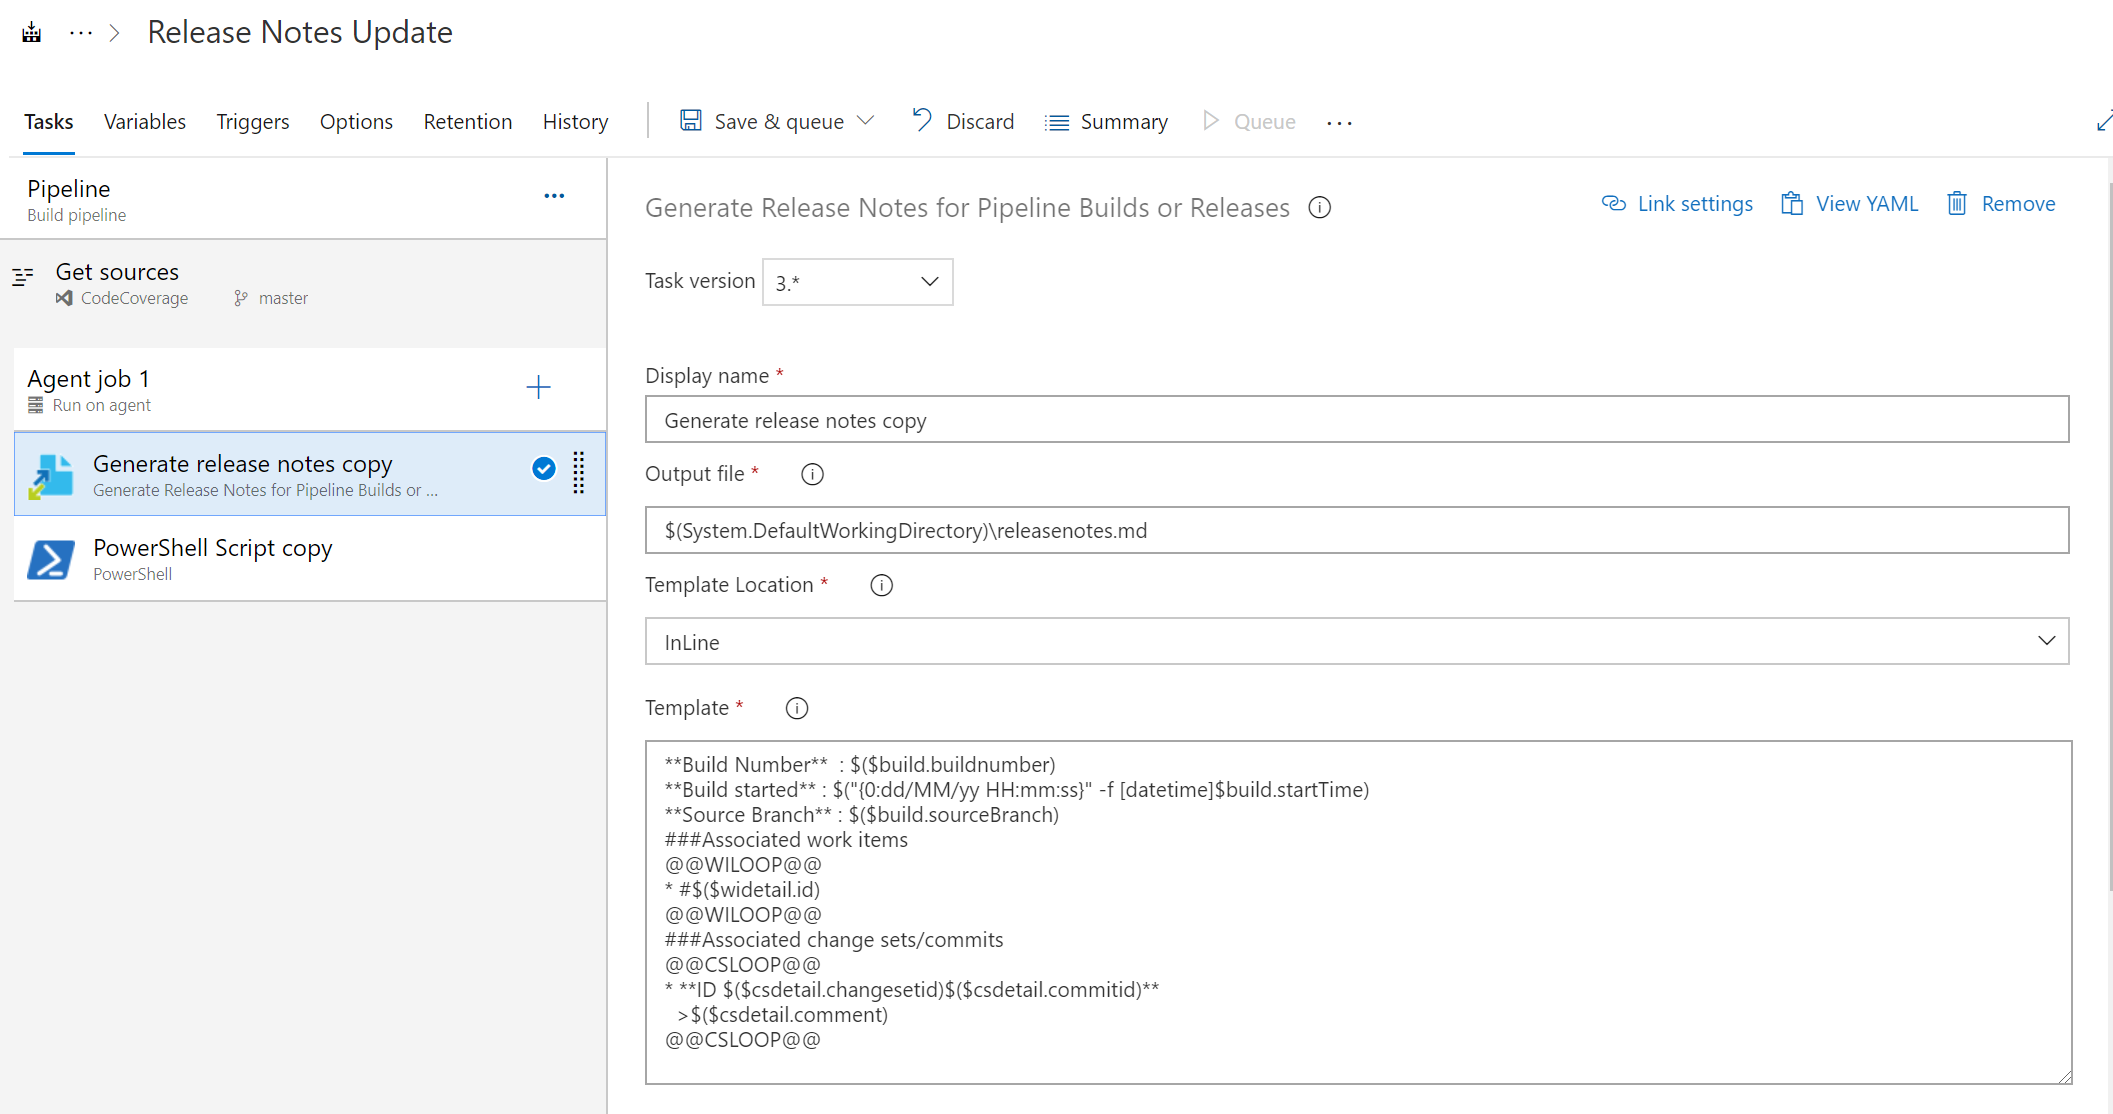 ··· > Release Notes Update
Tasks Variables Triggers Options Retention History Save & queue Discard Summary Queue ···
Pipeline ···
Build pipeline
Get sources
CodeCoverage master
Agent job 1
Run on agent
Generate release notes copy
Generate Release Notes for Pipeline Builds or ...
PowerShell Script copy
PowerShell
Generate Release Notes for Pipeline Builds or Releases Link settings View YAML Remove
Task version 3.*
Display name *
Generate release notes copy
Output file *
$(System.DefaultWorkingDirectory)\releasenotes.md
Template Location *
InLine
Template *
**Build Number**  : $($build.buildnumber)
**Build started** : $("{0:dd/MM/yy HH:mm:ss}" -f [datetime]$build.startTime)
**Source Branch** : $($build.sourceBranch)
###Associated work items
@@WILOOP@@
* #$($widetail.id)
@@WILOOP@@
###Associated change sets/commits
@@CSLOOP@@
* **ID $($csdetail.changesetid)$($csdetail.commitid)**
  >$($csdetail.comment)
@@CSLOOP@@